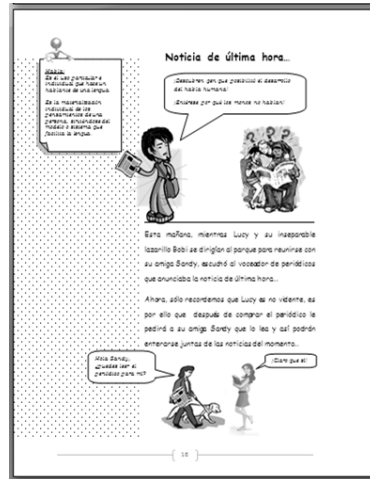 Noticia de última hora...
Habla:
Es el uso particular e
individual que hace un
hablante de una lengua.
Es la materialización
individual de los
pensamientos de una
persona, sirviéndose del
modelo o sistema que
facilita la lengua.
¡Descubren gen que posibilitó el desarrollo
del habla humana!
¡Entérese por qué los monos no hablan!
Esta mañana, mientras Lucy y su inseparable
lazarillo Bobi se dirigían al parque para reunirse con
su amiga Sandy, escuchó al voceador de periódicos
que anunciaba la noticia de última hora...
Ahora, sólo recordemos que Lucy es no vidente, es
por ello que después de comprar el periódico le
pedirá a su amiga Sandy que lo lea y así podrán
enterarse juntas de las noticias del momento..
Hola Sandy,
¿puedes leer el
periódico para mí?
¡Claro que sí!